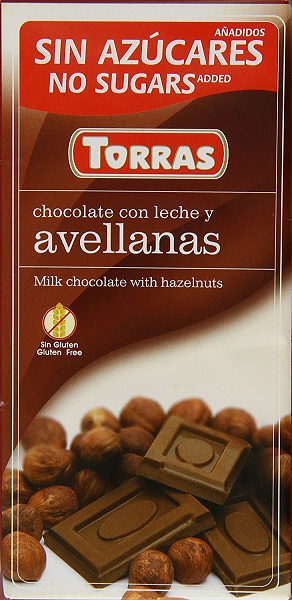 AÑADIDOS
SIN AZÚCARES
NO SUGARS ADDED
TORRAS
chocolate con leche y
avellanas
Milk chocolate with hazelnuts
Sin Gluten
Gluten Free